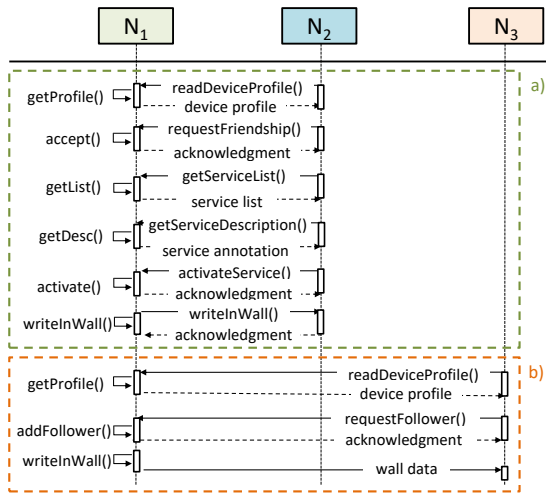 N1 N2 N3
a)
readDeviceProfile()
getProfile()
device profile
requestFriendship()
accept()
acknowledgment
getServiceList()
getList()
service list
getServiceDescription()
getDesc()
service annotation
activateService()
activate()
acknowledgment
writeInWall()
writeInWall()
acknowledgment
b)
readDeviceProfile()
getProfile()
device profile
requestFollower()
addFollower()
acknowledgment
writeInWall()
wall data